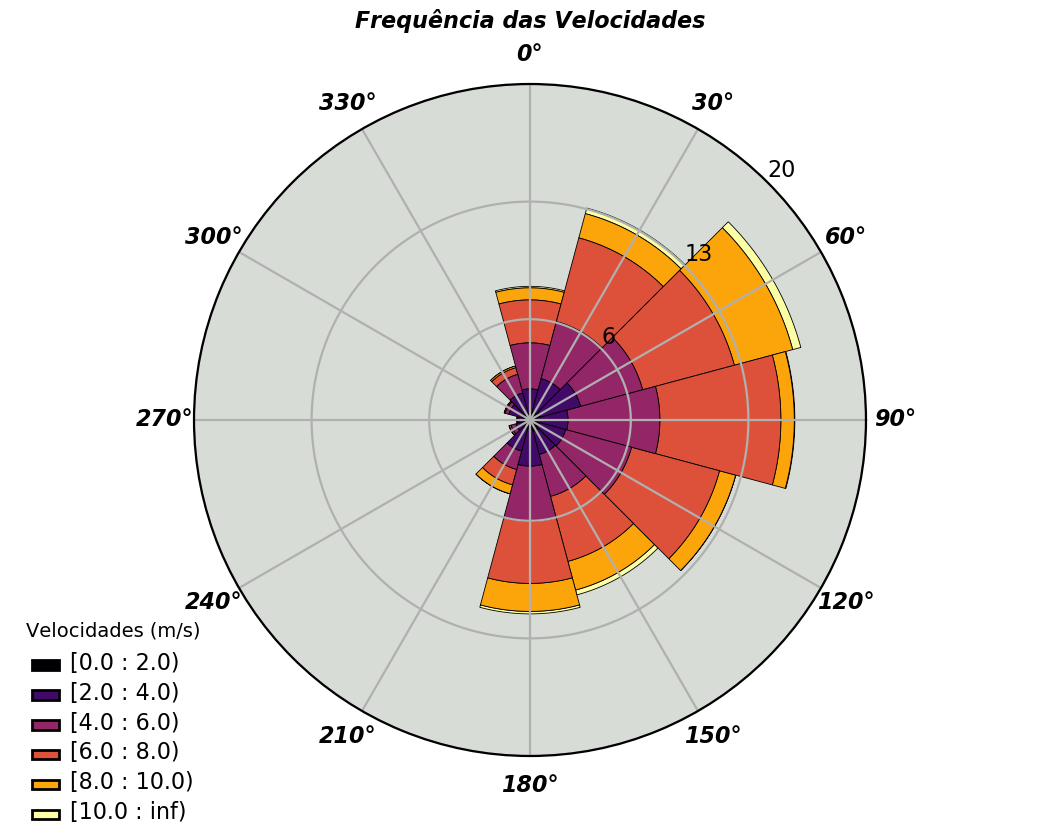 Frequência das Velocidades
0°
330°
30°
20
300°
60°
13
6
270°
90°
240°
120°
210°
150°
180°
Velocidades (m/s)
[0.0 : 2.0)
[2.0 : 4.0)
[4.0 : 6.0)
[6.0 : 8.0)
[8.0 : 10.0)
[10.0 : inf)